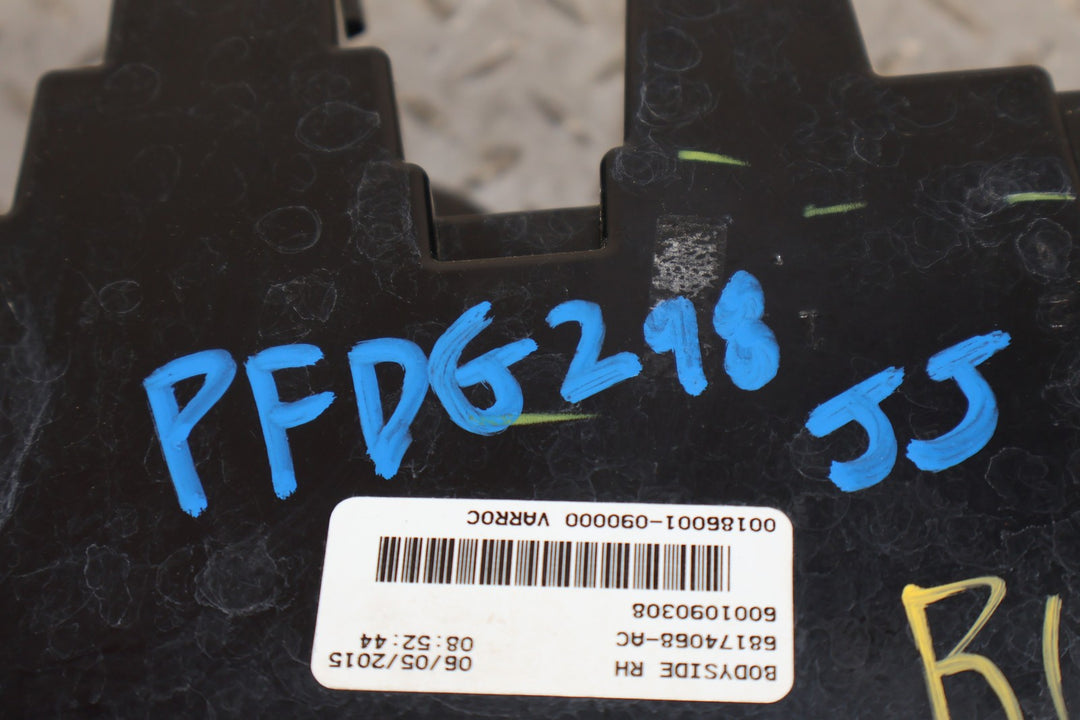 PFDG298 JJ
BODYSIDE RH 06/05/2015
68174068-AC 08:52:44
6001090308
00186001-090000 VARROC